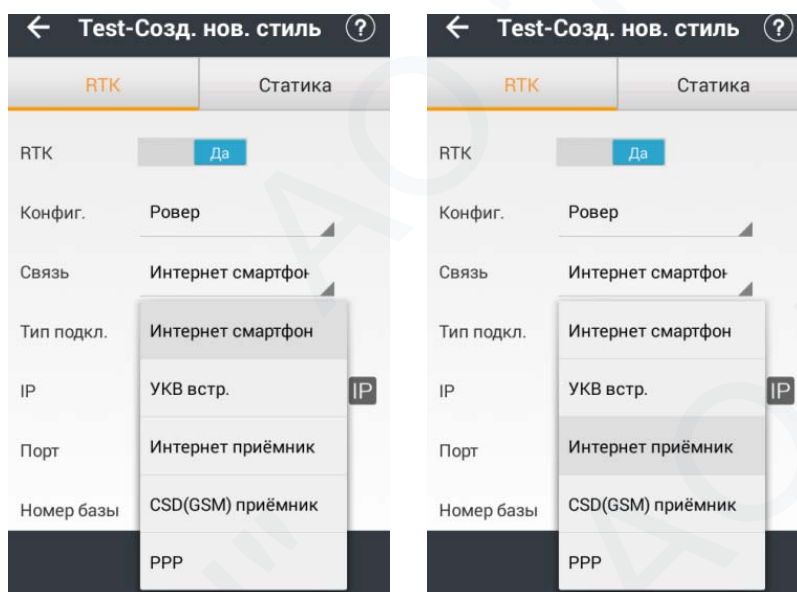 Test-Созд. нов. стиль ?
RTK Статика
RTK Да
Конфиг. Ровер
Связь Интернет смартфон
Тип подкл. Интернет смартфон
IP УКВ встр. IP
Порт Интернет приёмник
Номер базы CSD(GSM) приёмник
PPP
Test-Созд. нов. стиль ?
RTK Статика
RTK Да
Конфиг. Ровер
Связь Интернет смартфон
Тип подкл. Интернет смартфон
IP УКВ встр. IP
Порт Интернет приёмник
Номер базы CSD(GSM) приёмник
PPP